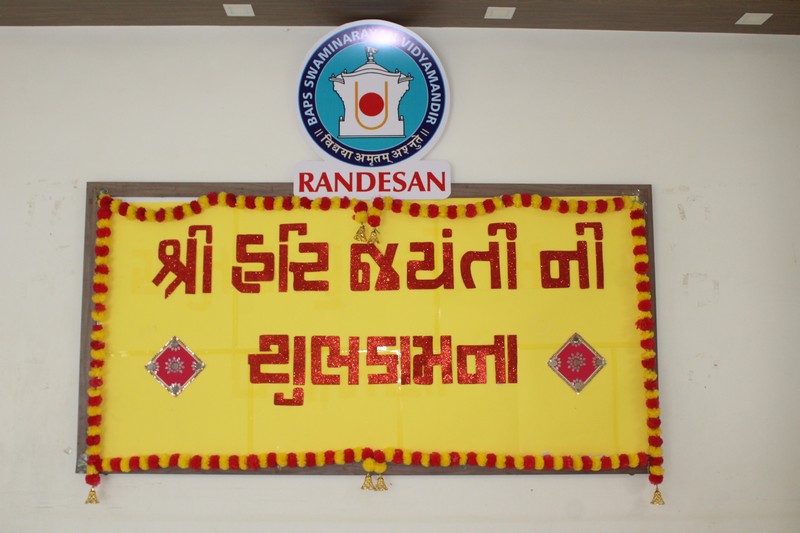 BAPS SWAMINARAYAN VIDYAMANDIR
॥ विद्यया अमृतम् अश्नुते ॥
RANDESAN
શ્રી હરિ જયંતી ની
શુભકામના